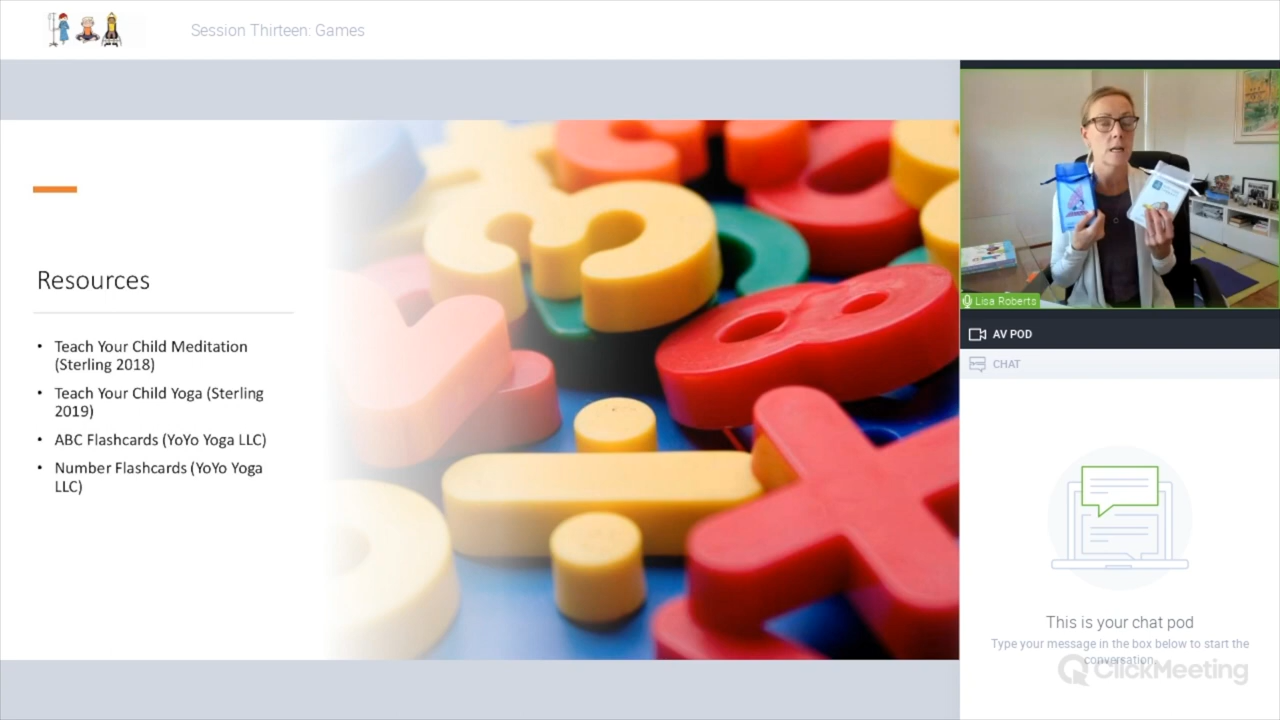 Session Thirteen: Games
Resources
• Teach Your Child Meditation
(Sterling 2018)
• Teach Your Child Yoga (Sterling
2019)
• ABC Flashcards (YoYo Yoga LLC)
• Number Flashcards (YoYo Yoga
LLC)
Lisa Roberts
AV POD
CHAT
This is your chat pod
Type your message in the box below to start the
conversation.
ClickMeeting